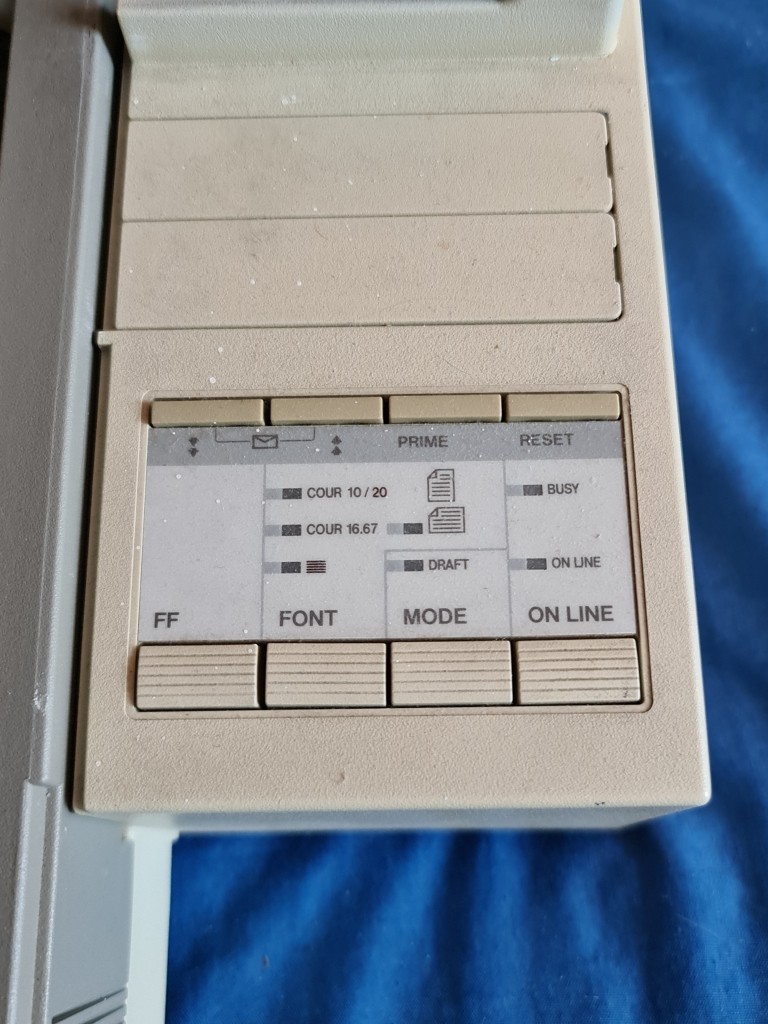 PRIME RESET
COUR 10 / 20 BUSY
COUR 16.67
DRAFT ON LINE
FF FONT MODE ON LINE